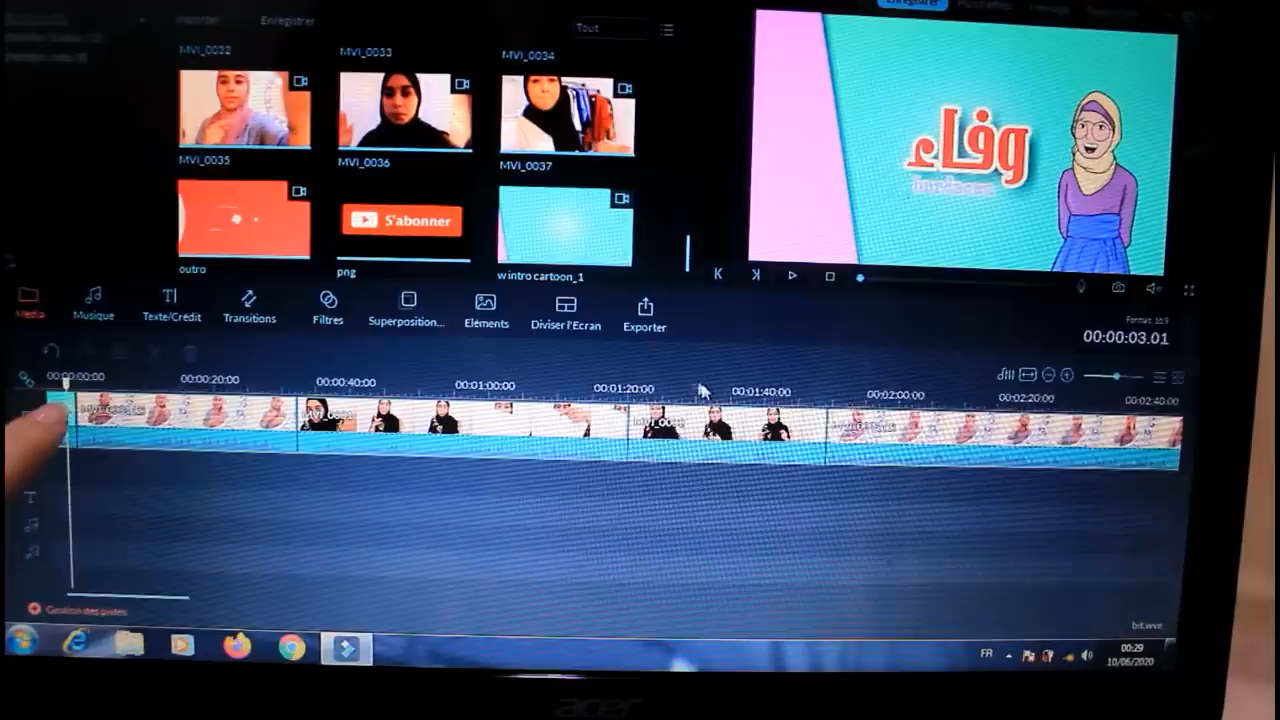 Importer Enregistrer Tout
Enregistrer
MVI_0032 MVI_0033 MVI_0034
MVI_0035 MVI_0036 MVI_0037
S'abonner
outro png w intro cartoon_1
وفاء
Média Musique Texte/Crédit Transitions Filtres Superposition... Eléments Diviser l'Ecran Exporter
Format 16:9
00:00:03.01
00:00:00:00 00:00:20:00 00:00:40:00 00:01:00:00 00:01:20:00 00:01:40:00 00:02:00:00 00:02:20:00 00:02:40:00
Gestion des pistes
bit.wve
FR
00:29
10/06/2020
acer